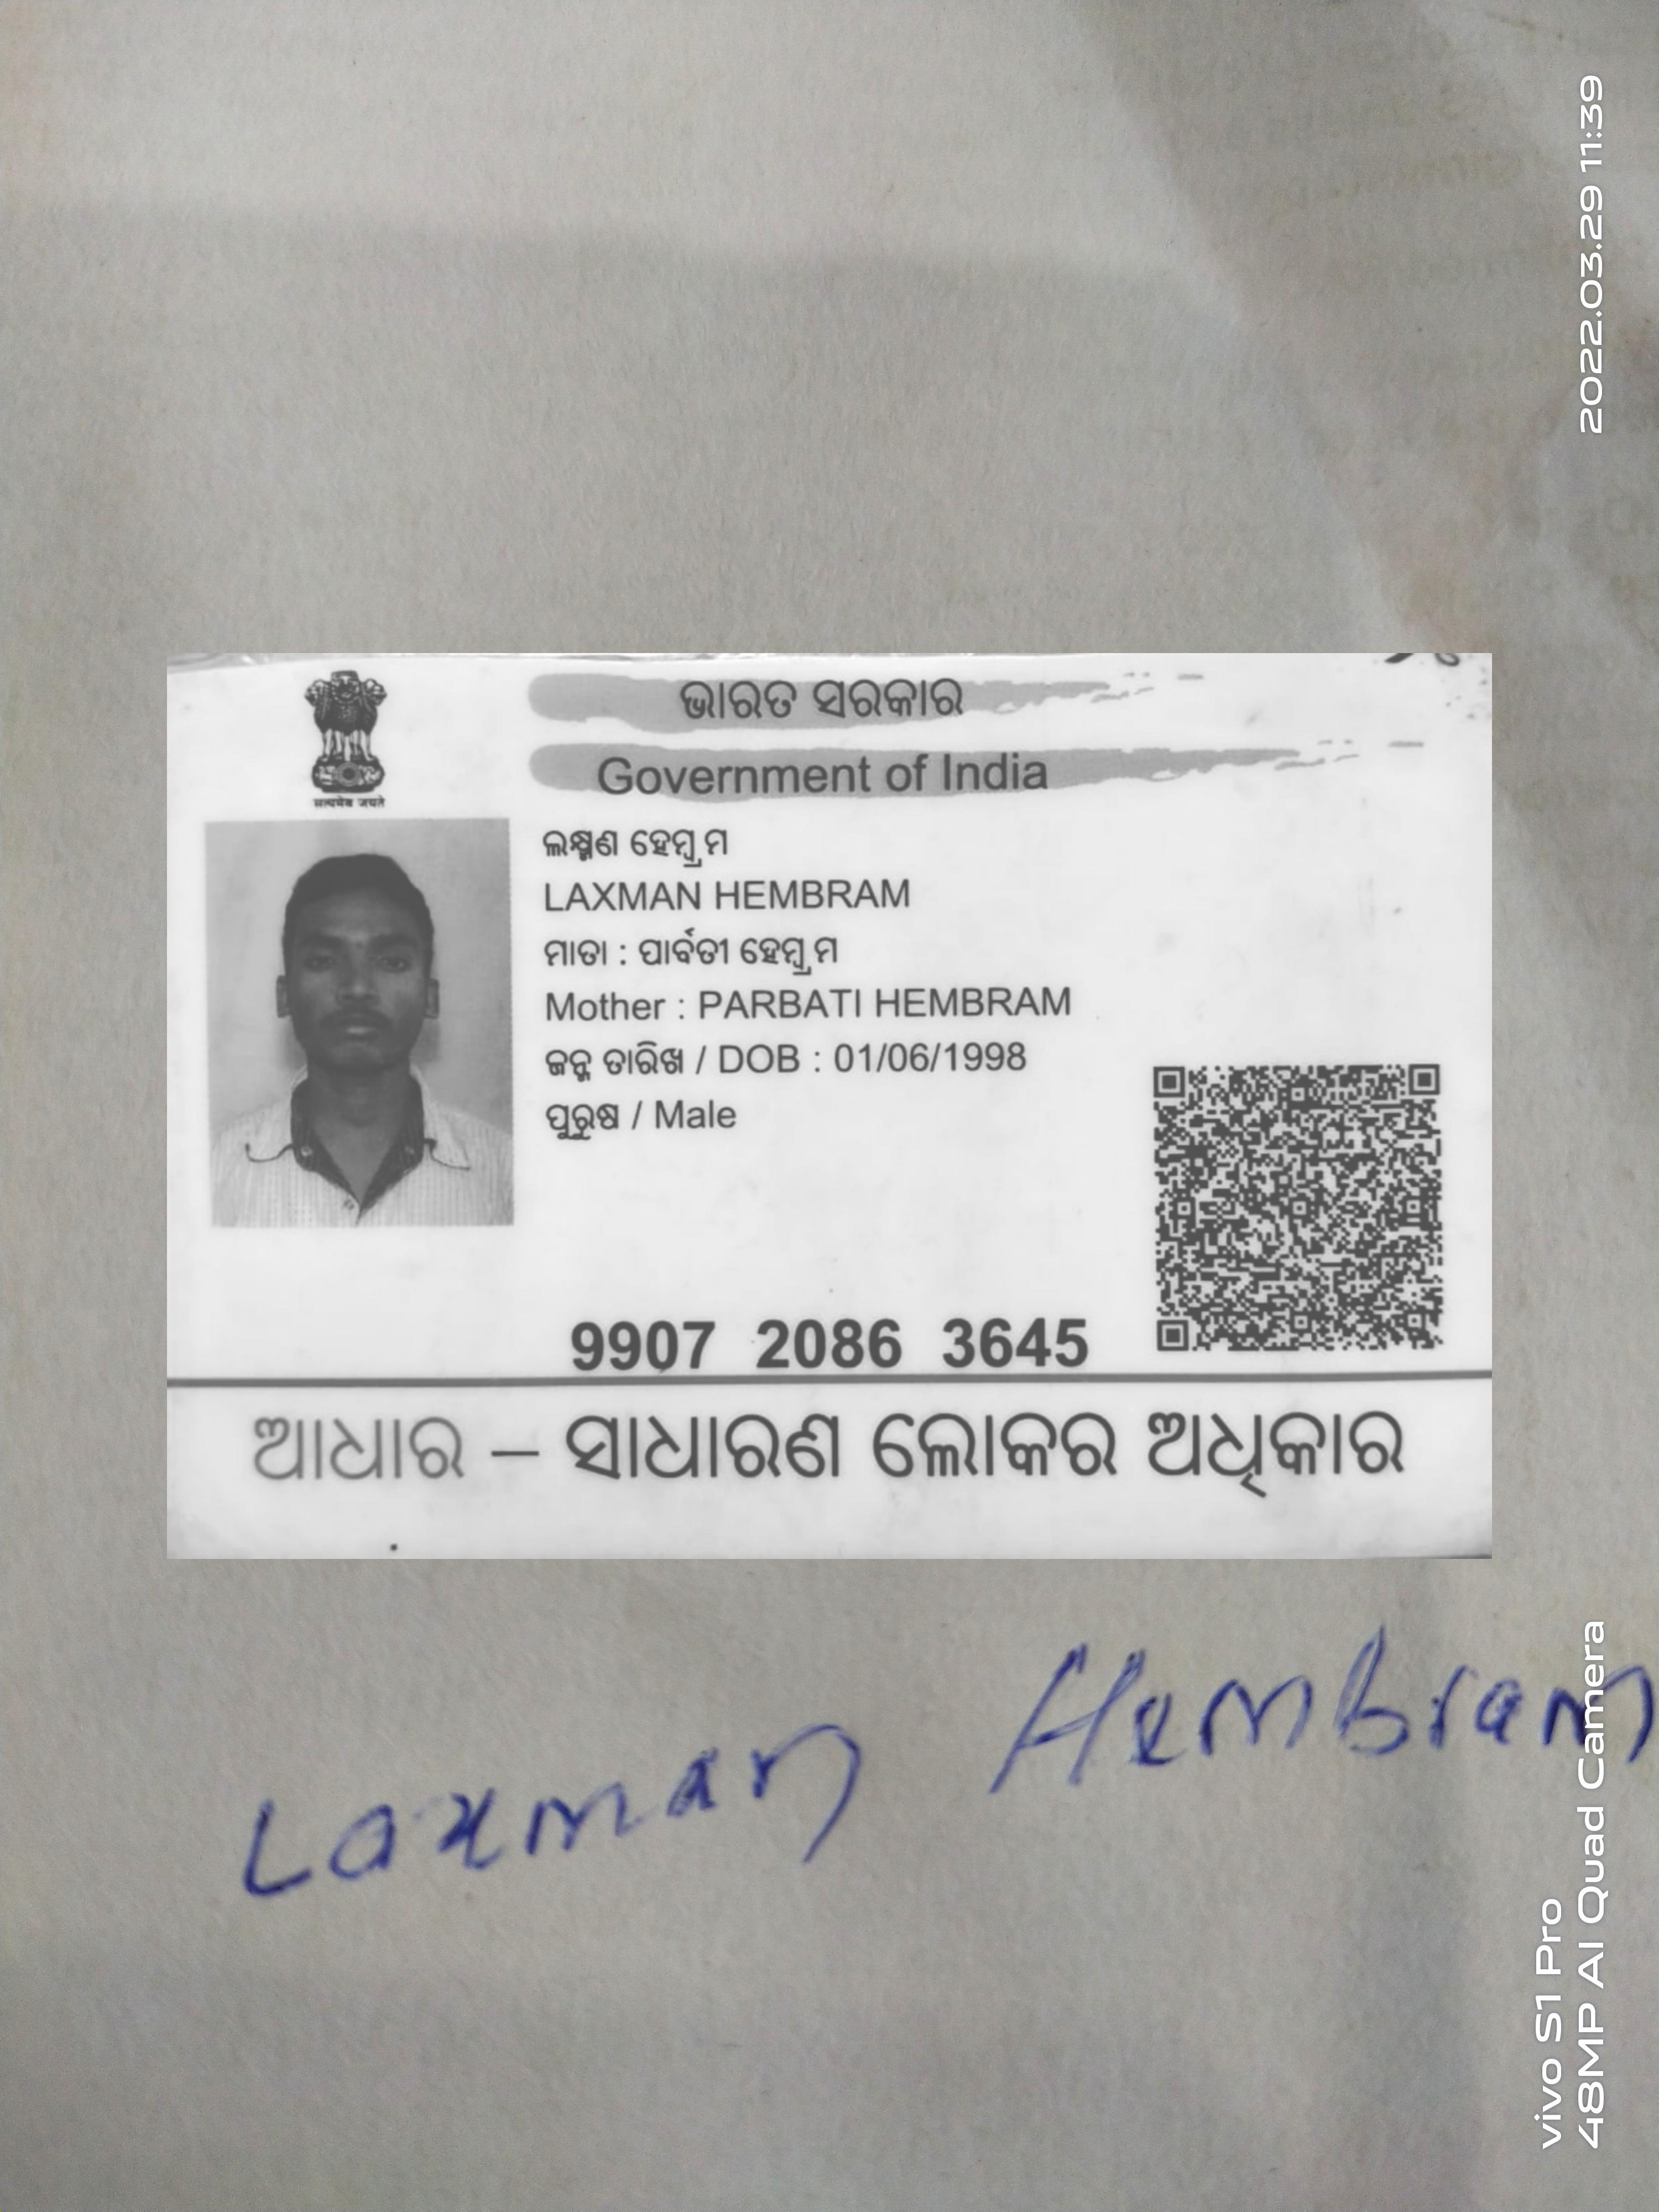 ଭାରତ ସରକାର
Government of India
सत्यमेव जयते
ଲକ୍ଷ୍ମଣ ହେମ୍ବ୍ରମ
LAXMAN HEMBRAM
ମାତା : ପାର୍ବତୀ ହେମ୍ବ୍ରମ
Mother : PARBATI HEMBRAM
ଜନ୍ମ ତାରିଖ / DOB : 01/06/1998
ପୁରୁଷ / Male
9907 2086 3645
ଆଧାର – ସାଧାରଣ ଲୋକର ଅଧିକାର
Laxman Hembram
vivo S1 Pro
48MP AI Quad Camera
2022.03.29 11:39